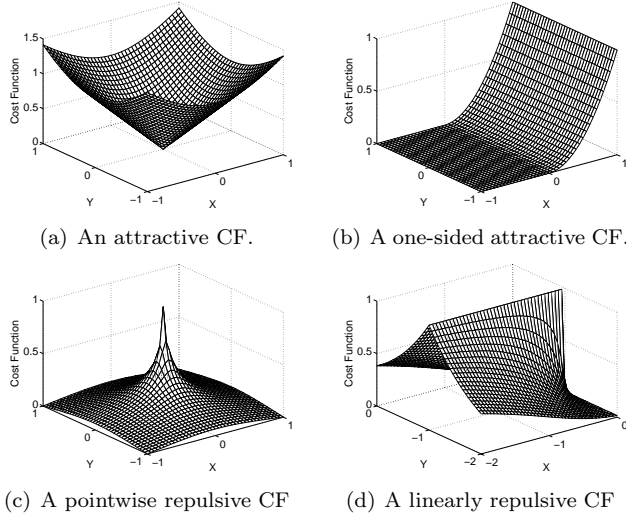 1.5
1
0.5
0
Cost Function
1
0
−1
Y
−1
0
1
X
(a) An attractive CF.
1
0.5
0
Cost Function
1
0
−1
Y
−1
0
1
X
(b) A one-sided attractive CF.
1
0.5
0
Cost Function
1
0
−1
Y
−1
0
1
X
(c) A pointwise repulsive CF
1
0.5
0
Cost Function
0
−1
−2
Y
−2
−1
0
X
(d) A linearly repulsive CF